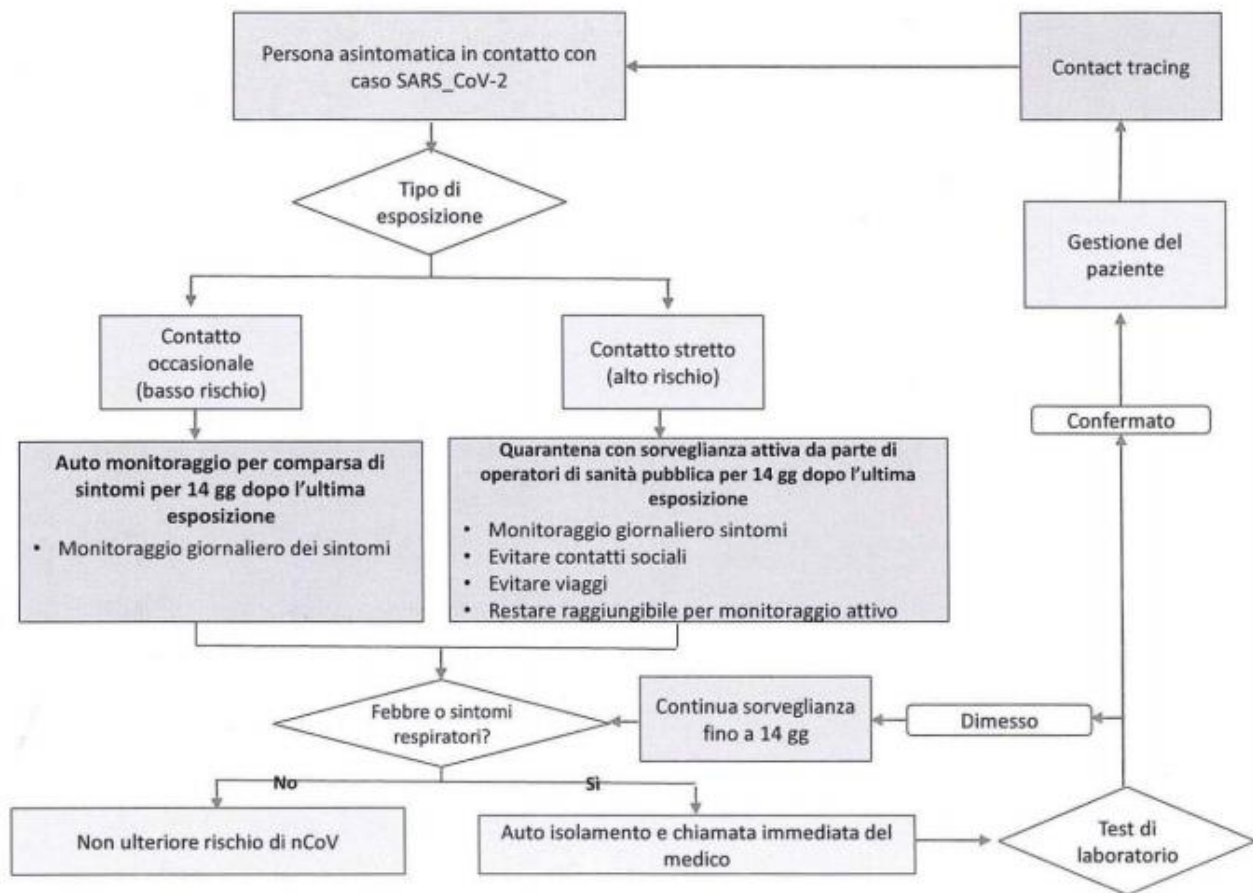 Persona asintomatica in contatto con
caso SARS_CoV-2
Contact tracing
Tipo di
esposizione
Gestione del
paziente
Contatto
occasionale
(basso rischio)
Contatto stretto
(alto rischio)
Confermato
Auto monitoraggio per comparsa di
sintomi per 14 gg dopo l'ultima
esposizione
• Monitoraggio giornaliero dei sintomi
Quarantena con sorveglianza attiva da parte di
operatori di sanità pubblica per 14 gg dopo l'ultima
esposizione
• Monitoraggio giornaliero sintomi
• Evitare contatti sociali
• Evitare viaggi
• Restare raggiungibile per monitoraggio attivo
Febbre o sintomi
respiratori?
Continua sorveglianza
fino a 14 gg
Dimesso
No
Sì
Non ulteriore rischio di nCoV
Auto isolamento e chiamata immediata del
medico
Test di
laboratorio